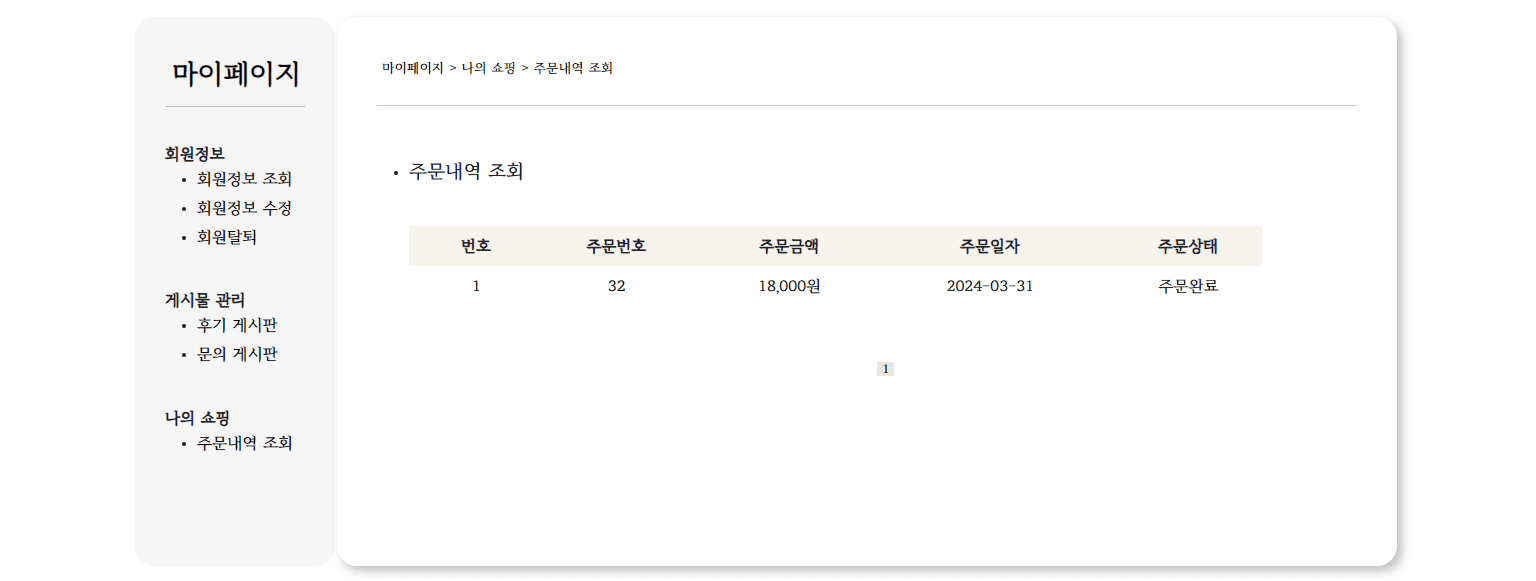 마이페이지
회원정보
회원정보 조회
회원정보 수정
회원탈퇴
게시물 관리
후기 게시판
문의 게시판
나의 쇼핑
주문내역 조회
마이페이지 > 나의 쇼핑 > 주문내역 조회
주문내역 조회
번호 주문번호 주문금액 주문일자 주문상태
1 32 18,000원 2024-03-31 주문완료
1